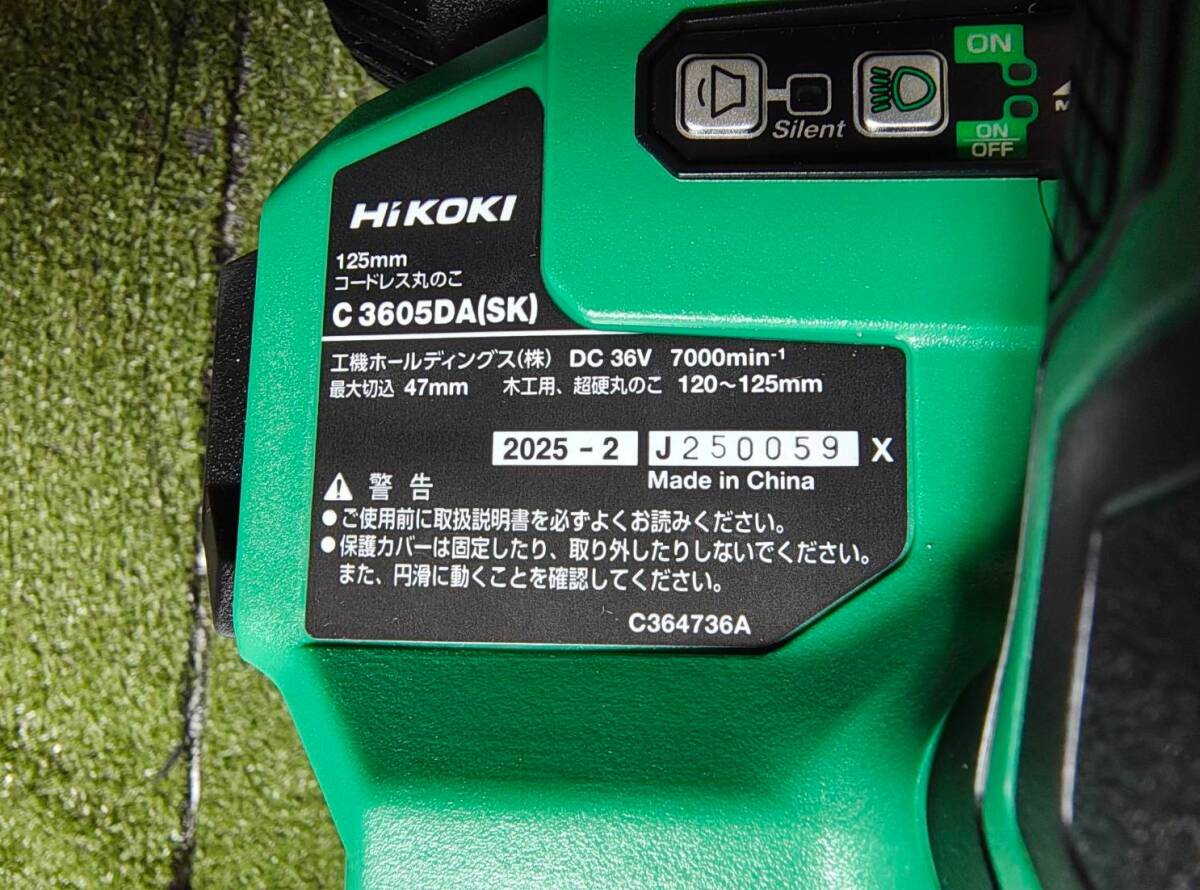 ON
Silent
ON
OFF
HiKOKI
125mm
コードレス丸のこ
C 3605DA(SK)
工機ホールディングス(株) DC 36V 7000min-1
最大切込 47mm 木工用、超硬丸のこ 120～125mm
2025 - 2 J250059 X
Made in China
警告
●ご使用前に取扱説明書を必ずよくお読みください。
●保護カバーは固定したり、取り外したりしないでください。
また、円滑に動くことを確認してください。
C364736A